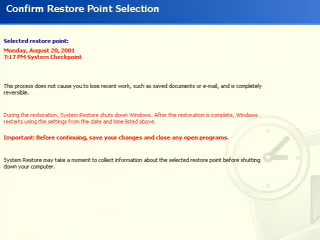 Confirm Restore Point Selection
Selected restore point:
Monday, August 20, 2001
7:17 PM System Checkpoint
This process does not cause you to lose recent work, such as saved documents or e-mail, and is completely
reversible.
During the restoration, System Restore shuts down Windows. After the restoration is complete, Windows
restarts using the settings from the date and time listed above.
Important: Before continuing, save your changes and close any open programs.
System Restore may take a moment to collect information about the selected restore point before shutting
down your computer.